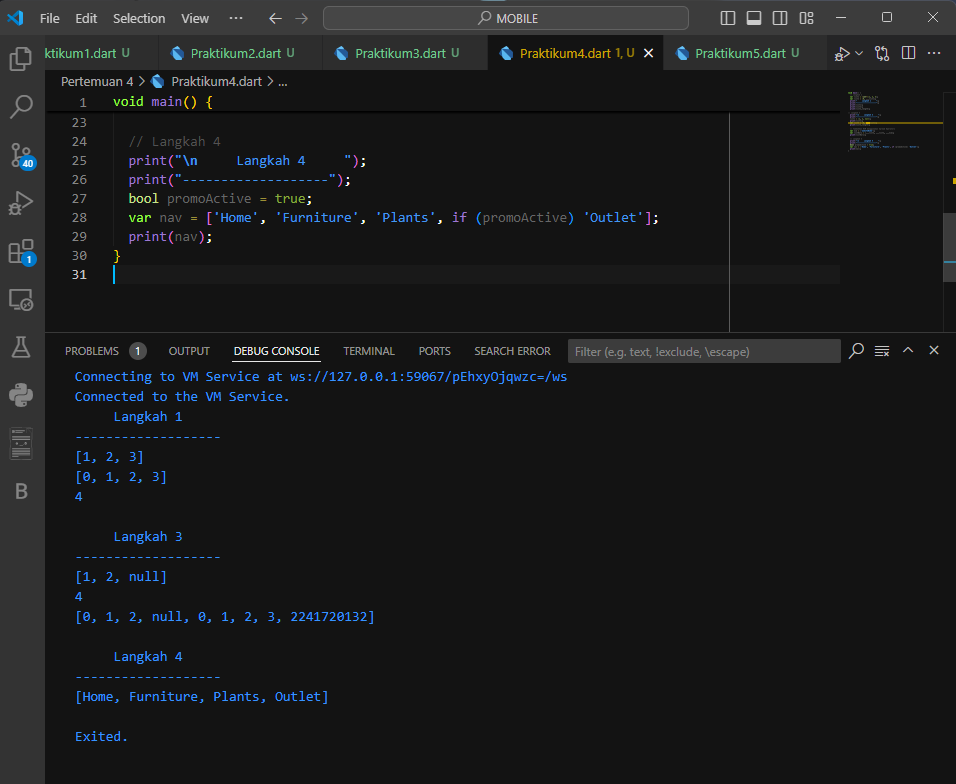 File Edit Selection View ··· MOBILE
ktikum1.dart U Praktikum2.dart U Praktikum3.dart U Praktikum4.dart 1, U Praktikum5.dart U
Pertemuan 4 > Praktikum4.dart > ...
1 void main() {
23
24 // Langkah 4
25 print("\n     Langkah 4     ");
26 print("-------------------");
27 bool promoActive = true;
28 var nav = ['Home', 'Furniture', 'Plants', if (promoActive) 'Outlet'];
29 print(nav);
30 }
31
40
1
B
PROBLEMS 1 OUTPUT DEBUG CONSOLE TERMINAL PORTS SEARCH ERROR Filter (e.g. text, !exclude, \escape)
Connecting to VM Service at ws://127.0.0.1:59067/pEhxyOjqwzc=/ws
Connected to the VM Service.
Langkah 1
-------------------
[1, 2, 3]
[0, 1, 2, 3]
4
Langkah 3
-------------------
[1, 2, null]
4
[0, 1, 2, null, 0, 1, 2, 3, 2241720132]
Langkah 4
-------------------
[Home, Furniture, Plants, Outlet]
Exited.